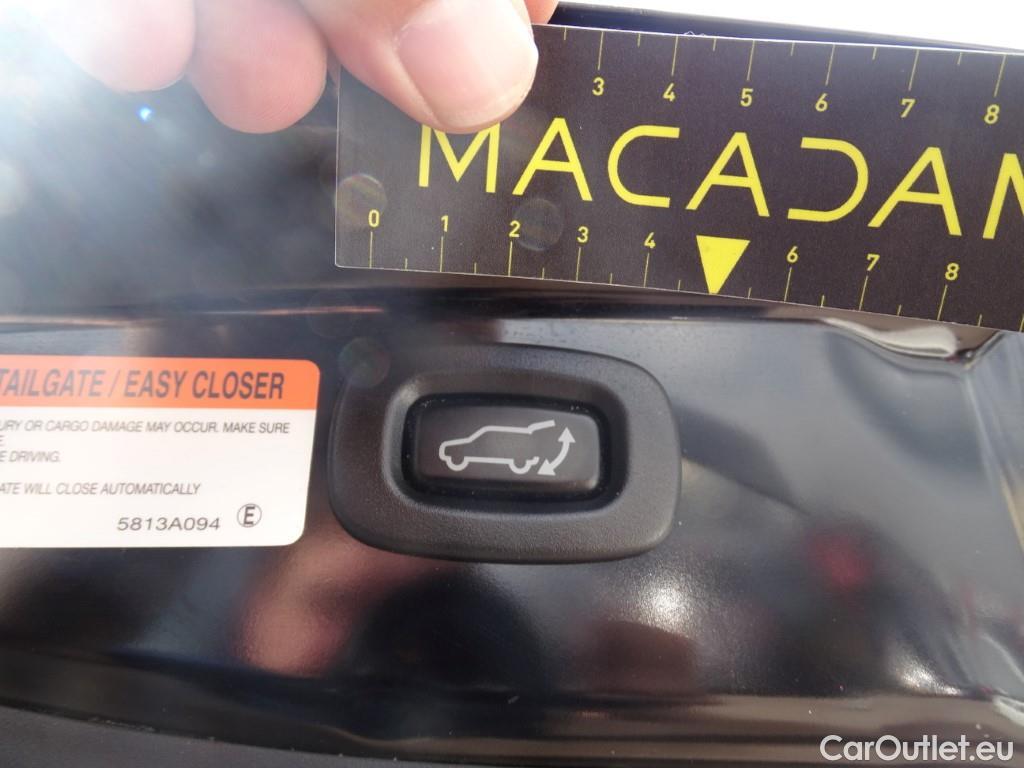 3 4 5 6 7 8
MACADAM
0 1 2 3 4 6 7 8
TAILGATE / EASY CLOSER
URY OR CARGO DAMAGE MAY OCCUR. MAKE SURE
E DRIVING.
ATE WILL CLOSE AUTOMATICALLY
5813A094 E
CarOutlet.eu